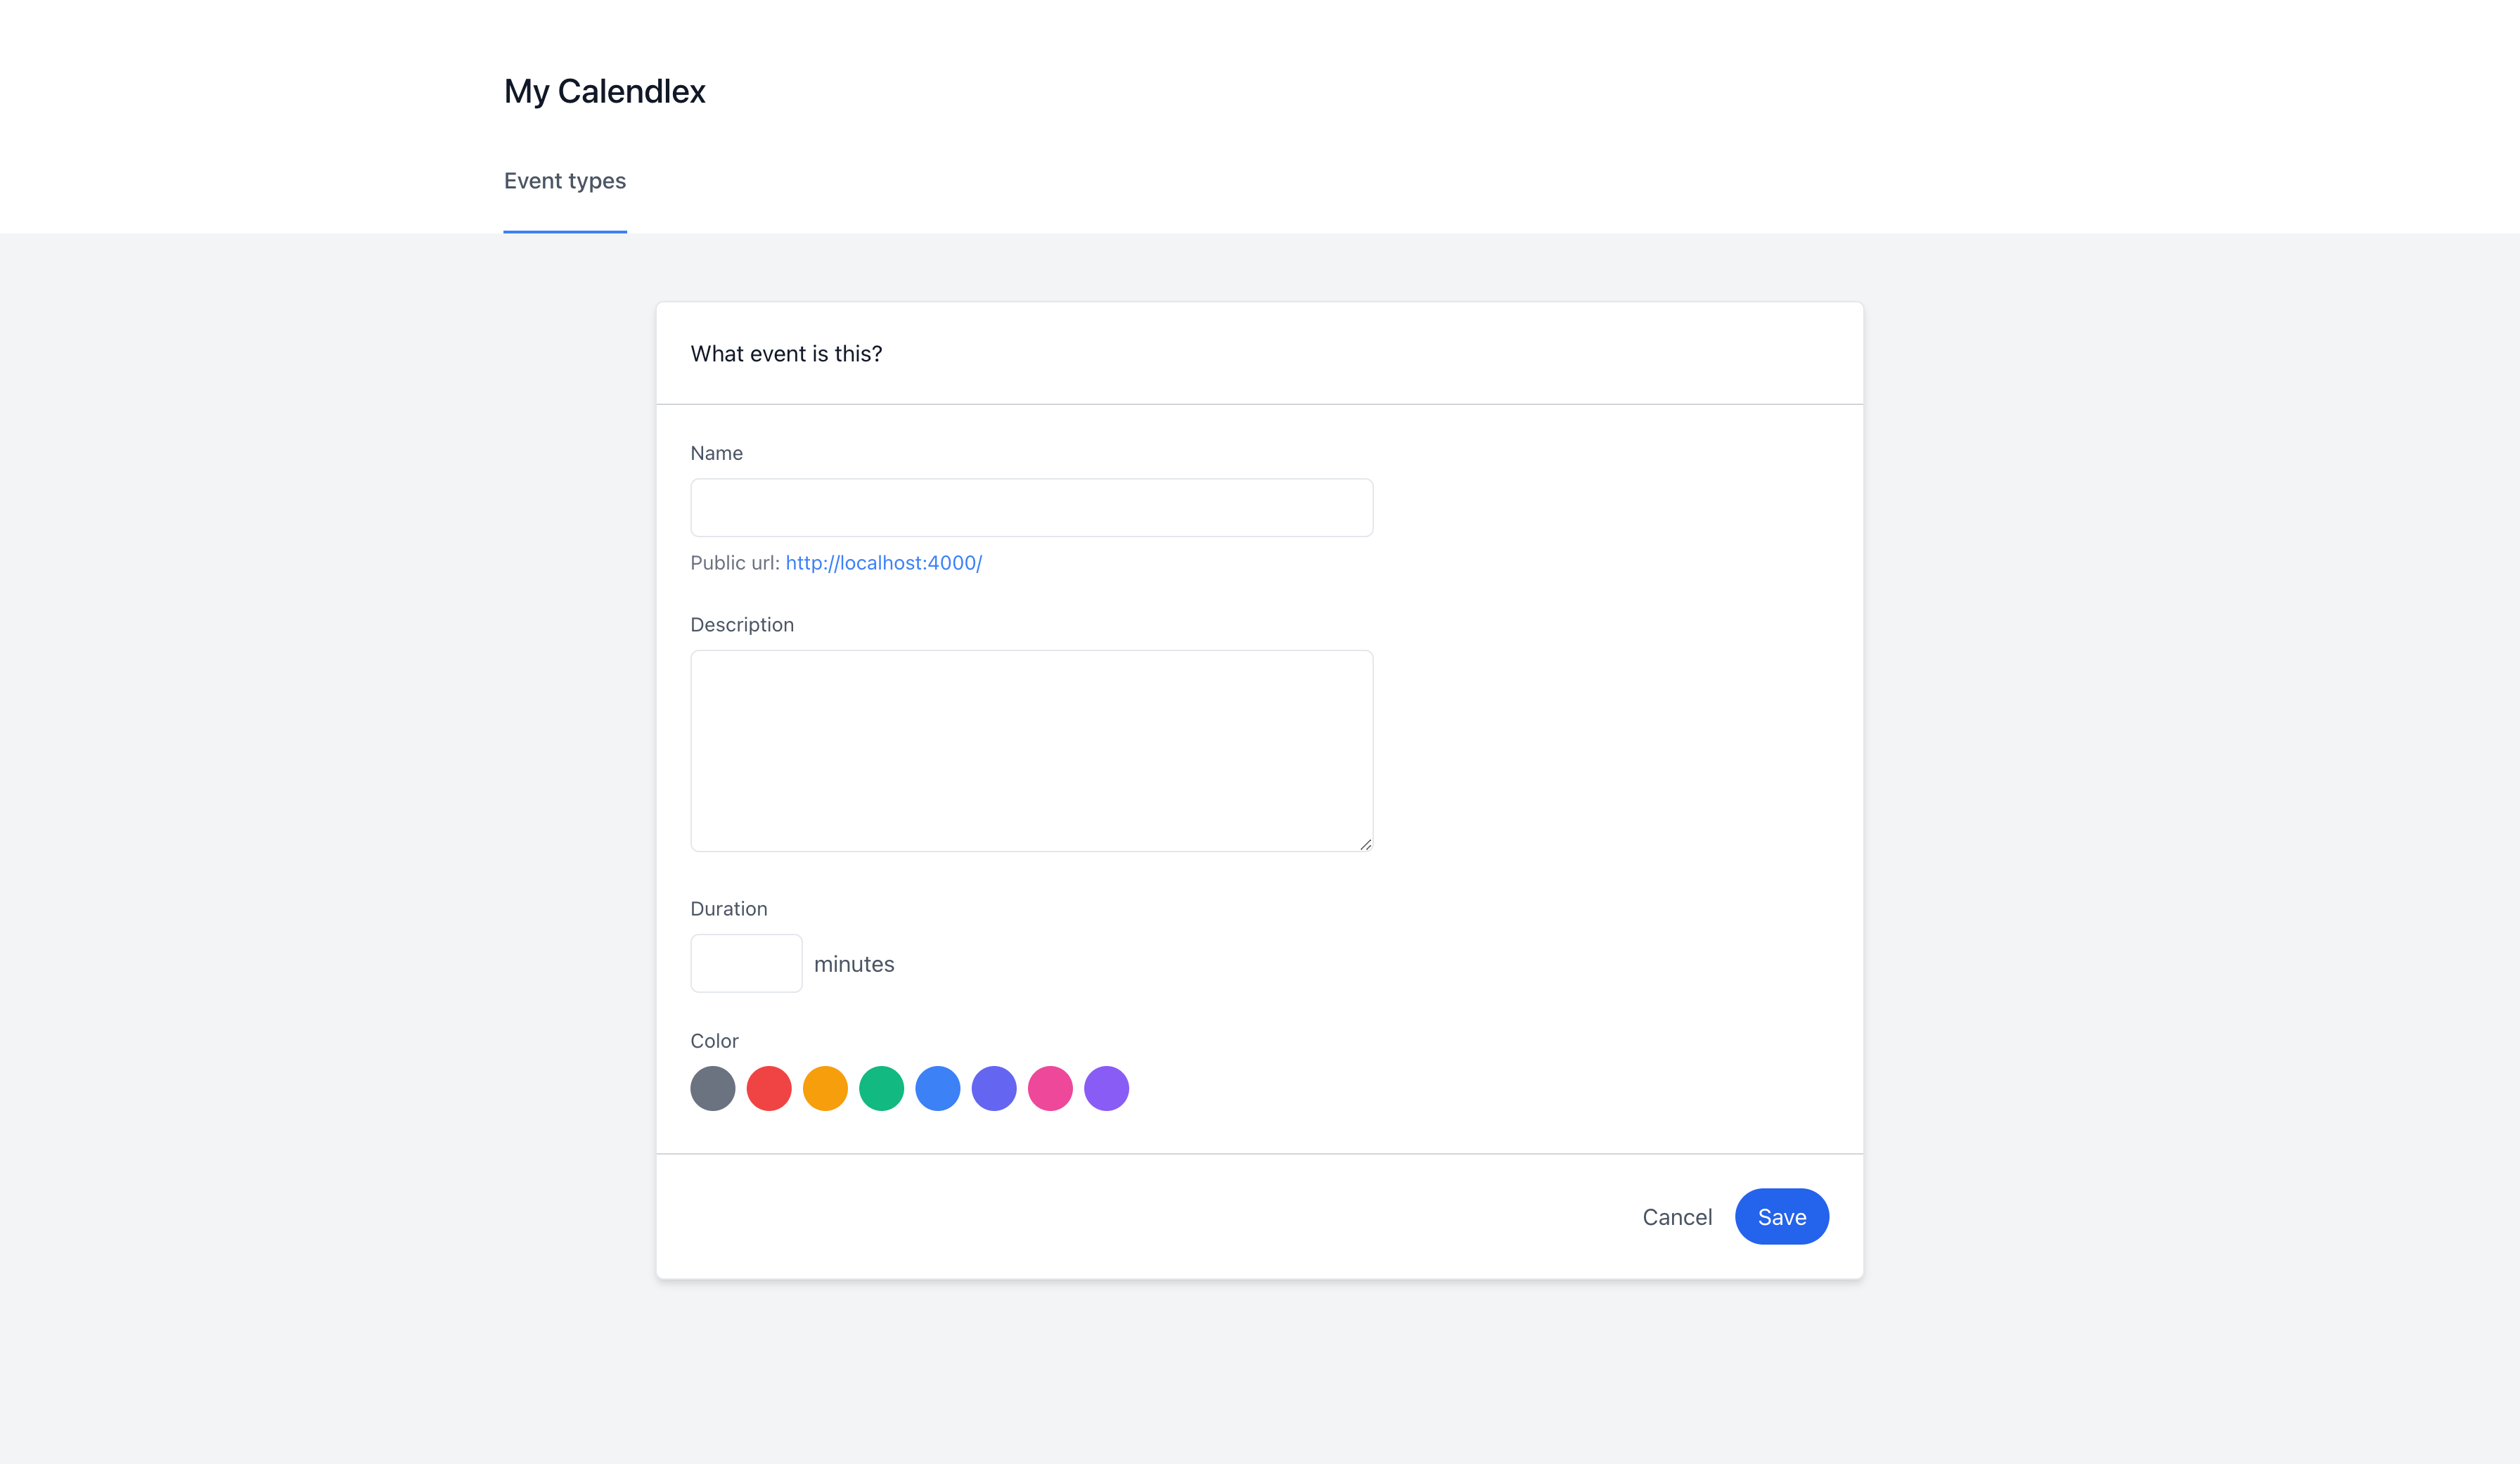 My Calendlex
Event types
What event is this?
Name
Public url: http://localhost:4000/
Description
Duration
minutes
Color
Cancel Save